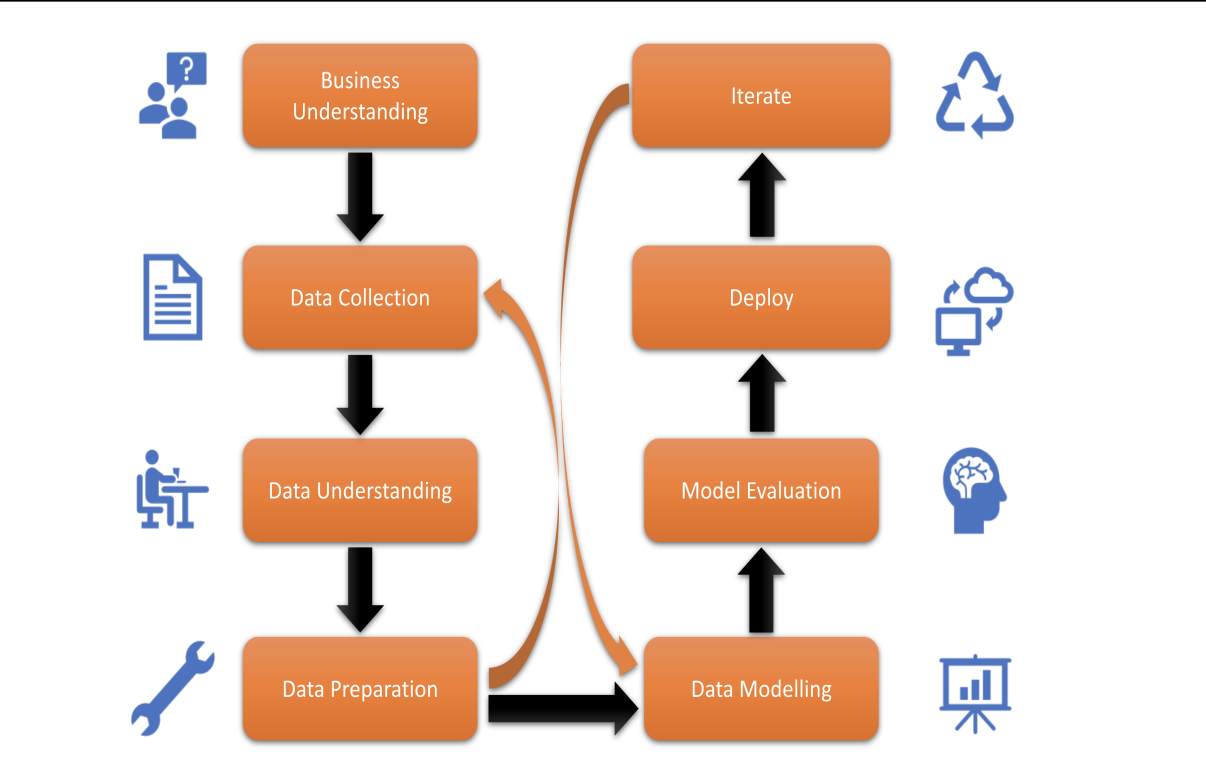 ?
Business
Understanding
Data Collection
Data Understanding
Data Preparation
Data Modelling
Model Evaluation
Deploy
Iterate